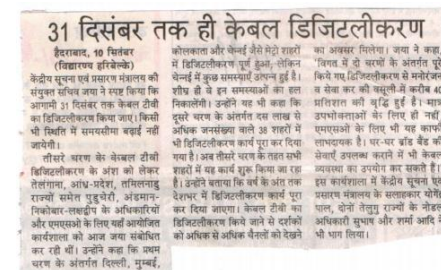 31 दिसंबर तक ही केबल डिजिटलीकरण
हैदराबाद, 10 सितंबर
(विद्यारण्य हरिबेल्के)
केंद्रीय सूचना एवं प्रसारण मंत्रालय की
संयुक्त सचिव जया ने स्पष्ट किया कि
आगामी 31 दिसंबर तक केबल टीवी
का डिजिटलीकरण किया जाए। किसी
भी स्थिति में समयसीमा बढ़ाई नहीं
जायेगी।
तीसरे चरण के केबल टीवी
डिजिटलीकरण के अंश को लेकर
तेलंगाना, आंध्र-प्रदेश, तमिलनाडु
राज्यों समेत पुडुचेरी, अंडमान-
निकोबार-लक्षद्वीप के अधिकारियों
और एमएसओ के लिए यहाँ आयोजित
कार्यशाला को आज जया संबोधित
कर रही थीं। उन्होंने कहा कि प्रथम
चरण के अंतर्गत दिल्ली, मुम्बई,
कोलकाता और चेन्नई जैसे मेट्रो शहरों
में डिजिटलीकरण पूर्ण हुआ, लेकिन
चेन्नई में कुछ समस्याएँ उत्पन्न हुई हैं।
शीघ्र ही वे इन समस्याओं का हल
निकालेंगी। उन्होंने यह भी कहा कि
दूसरे चरण के अंतर्गत दस लाख से
अधिक जनसंख्या वाले 38 शहरों में
भी डिजिटलीकरण कार्य पूरा कर दिया
गया है। अब तीसरे चरण के तहत सभी
शहरों में यह कार्य शुरू किया जा रहा
है। उन्होंने बताया कि वर्ष के अंत तक
देशभर में डिजिटलीकरण कार्य पूरा
कर दिया जाएगा। केबल टीवी का
डिजिटलीकरण किये जाने से दर्शकों
को अधिक से अधिक चैनलों को देखने
का अवसर मिलेगा। जया ने कहा,
'विगत में दो चरणों के अंतर्गत पूरे
किये गए डिजिटलीकरण से मनोरंजन
व सेवा कर की वसूली में करीब 40
प्रतिशत की वृद्धि हुई है। मात्र
उपभोक्ताओं के लिए ही नहीं,
एमएसओ के लिए भी यह कार्य
लाभदायक है। घर-घर ब्रॉड बैंड की
सेवाएँ उपलब्ध कराने में भी केबल
व्यवस्था का उपयोग कर सकते हैं।
इस कार्यशाला में केंद्रीय सूचना एवं
प्रसारण मंत्रालय के सलाहकार योगेंद्र
पाल, दोनों तेलुगु राज्यों के नोडल
अधिकारी सुभाष और शर्मा आदि ने
भी भाग लिया।